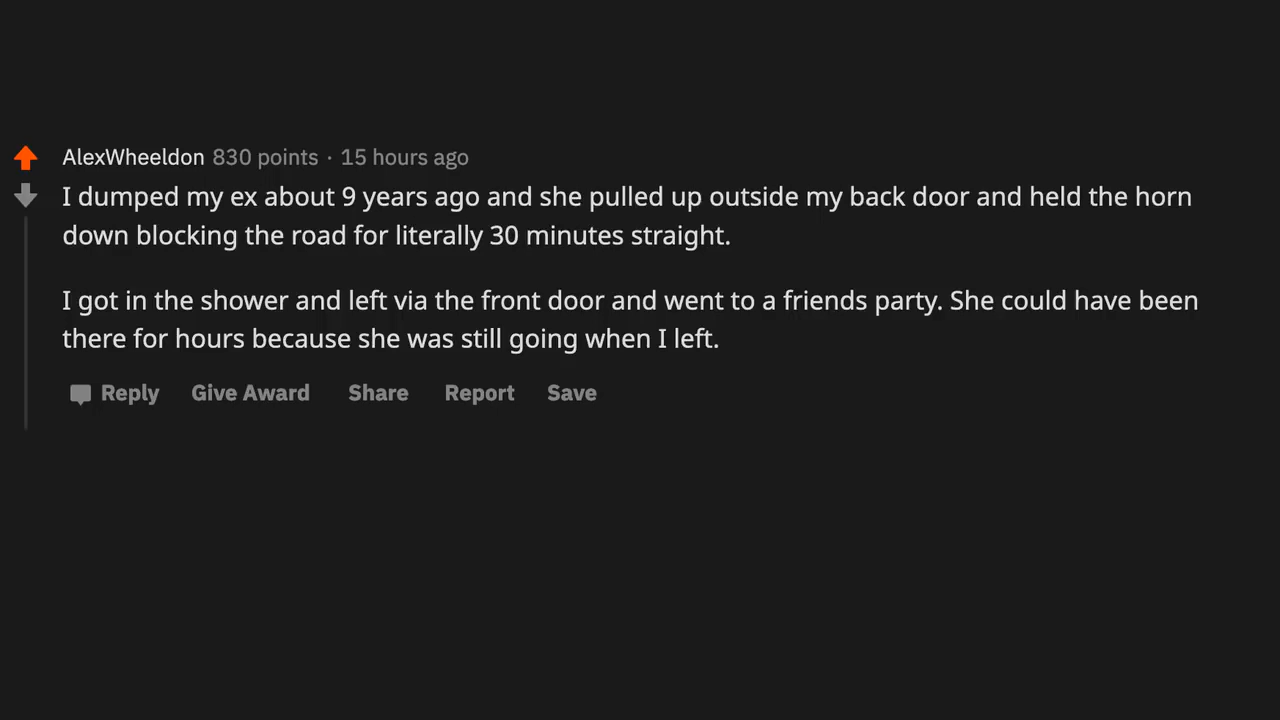 AlexWheeldon 830 points · 15 hours ago
I dumped my ex about 9 years ago and she pulled up outside my back door and held the horn
down blocking the road for literally 30 minutes straight.
I got in the shower and left via the front door and went to a friends party. She could have been
there for hours because she was still going when I left.
Reply Give Award Share Report Save